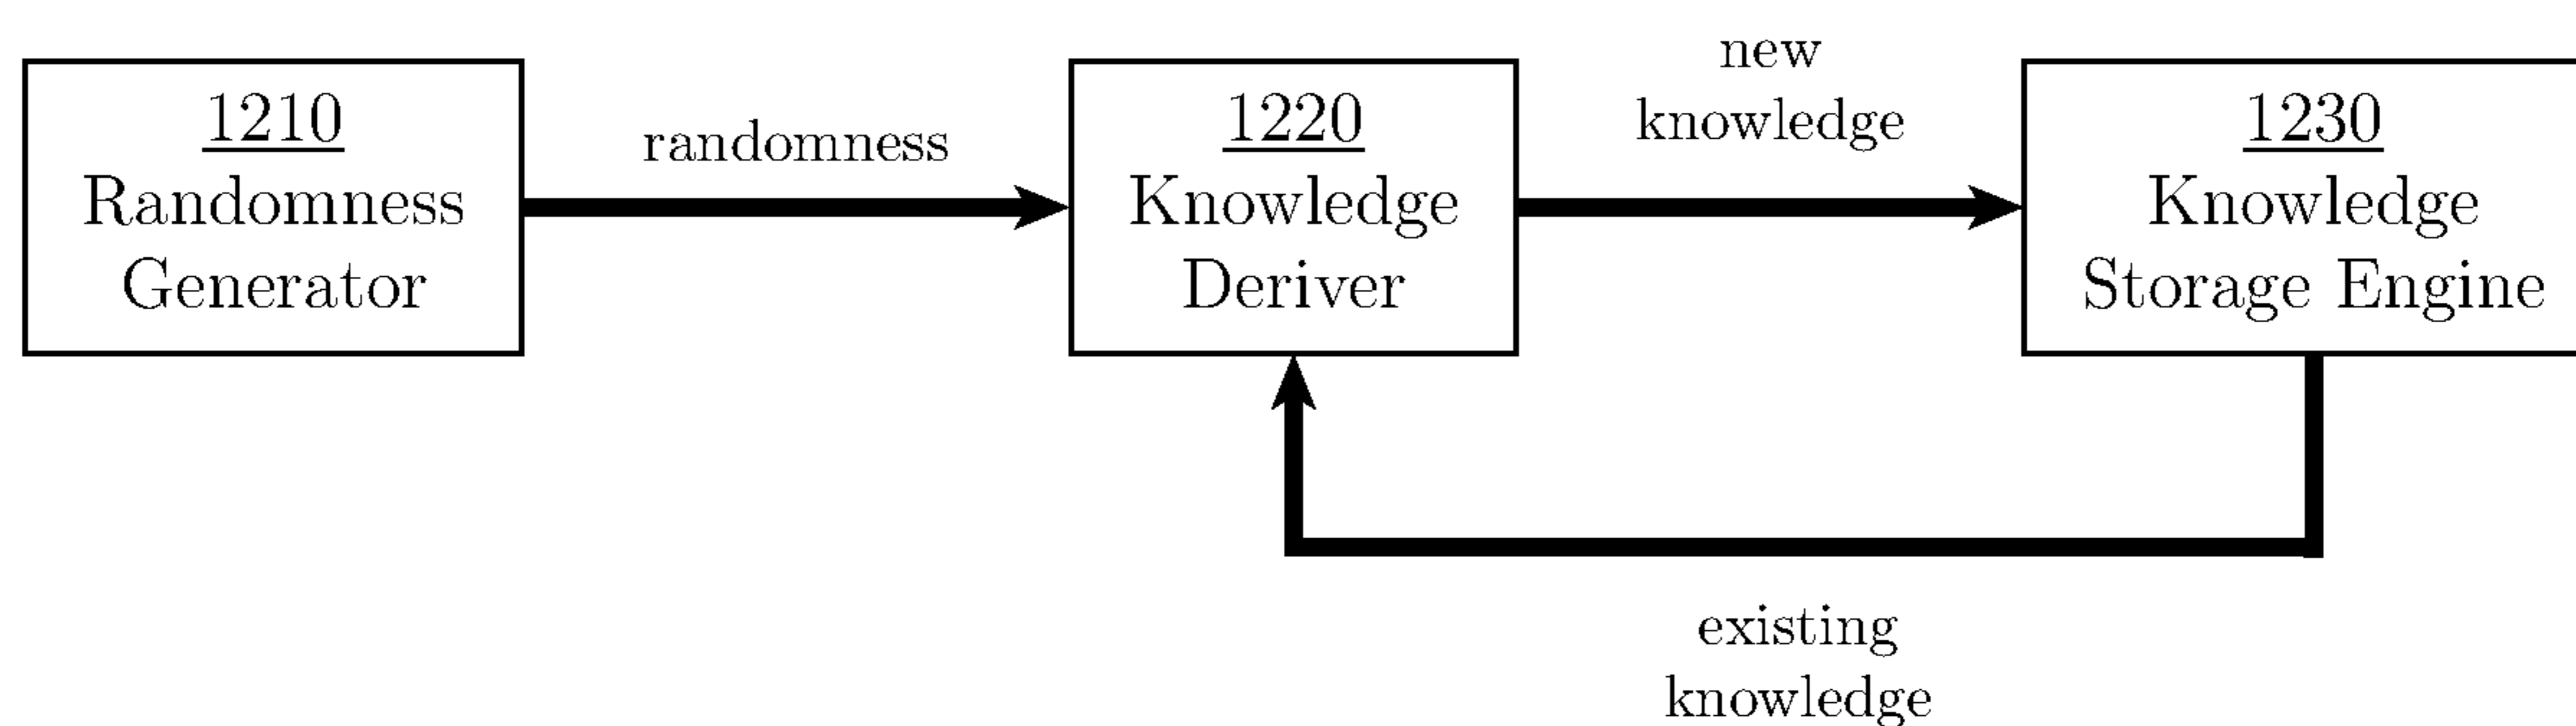 1210
Randomness
Generator
randomness
1220
Knowledge
Deriver
new
knowledge
1230
Knowledge
Storage Engine
existing
knowledge